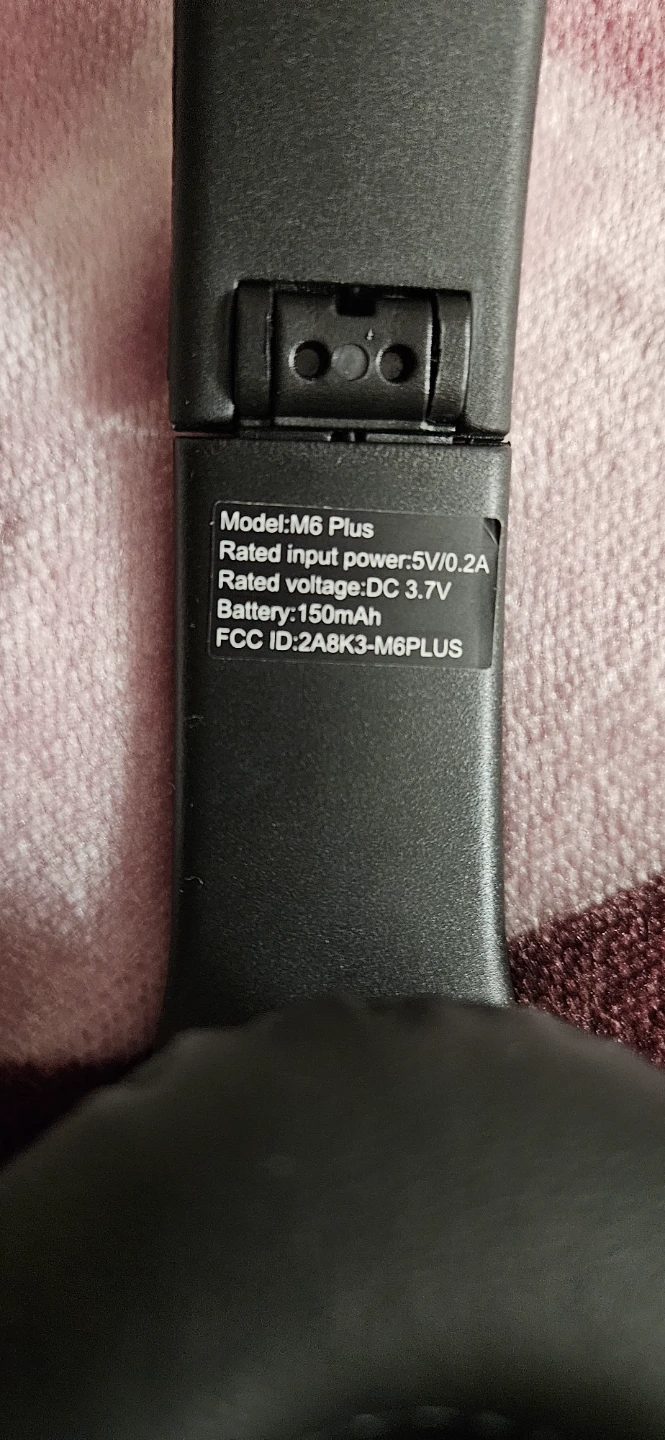 Model:M6 Plus
Rated input power:5V/0.2A
Rated voltage:DC 3.7V
Battery:150mAh
FCC ID:2A8K3-M6PLUS